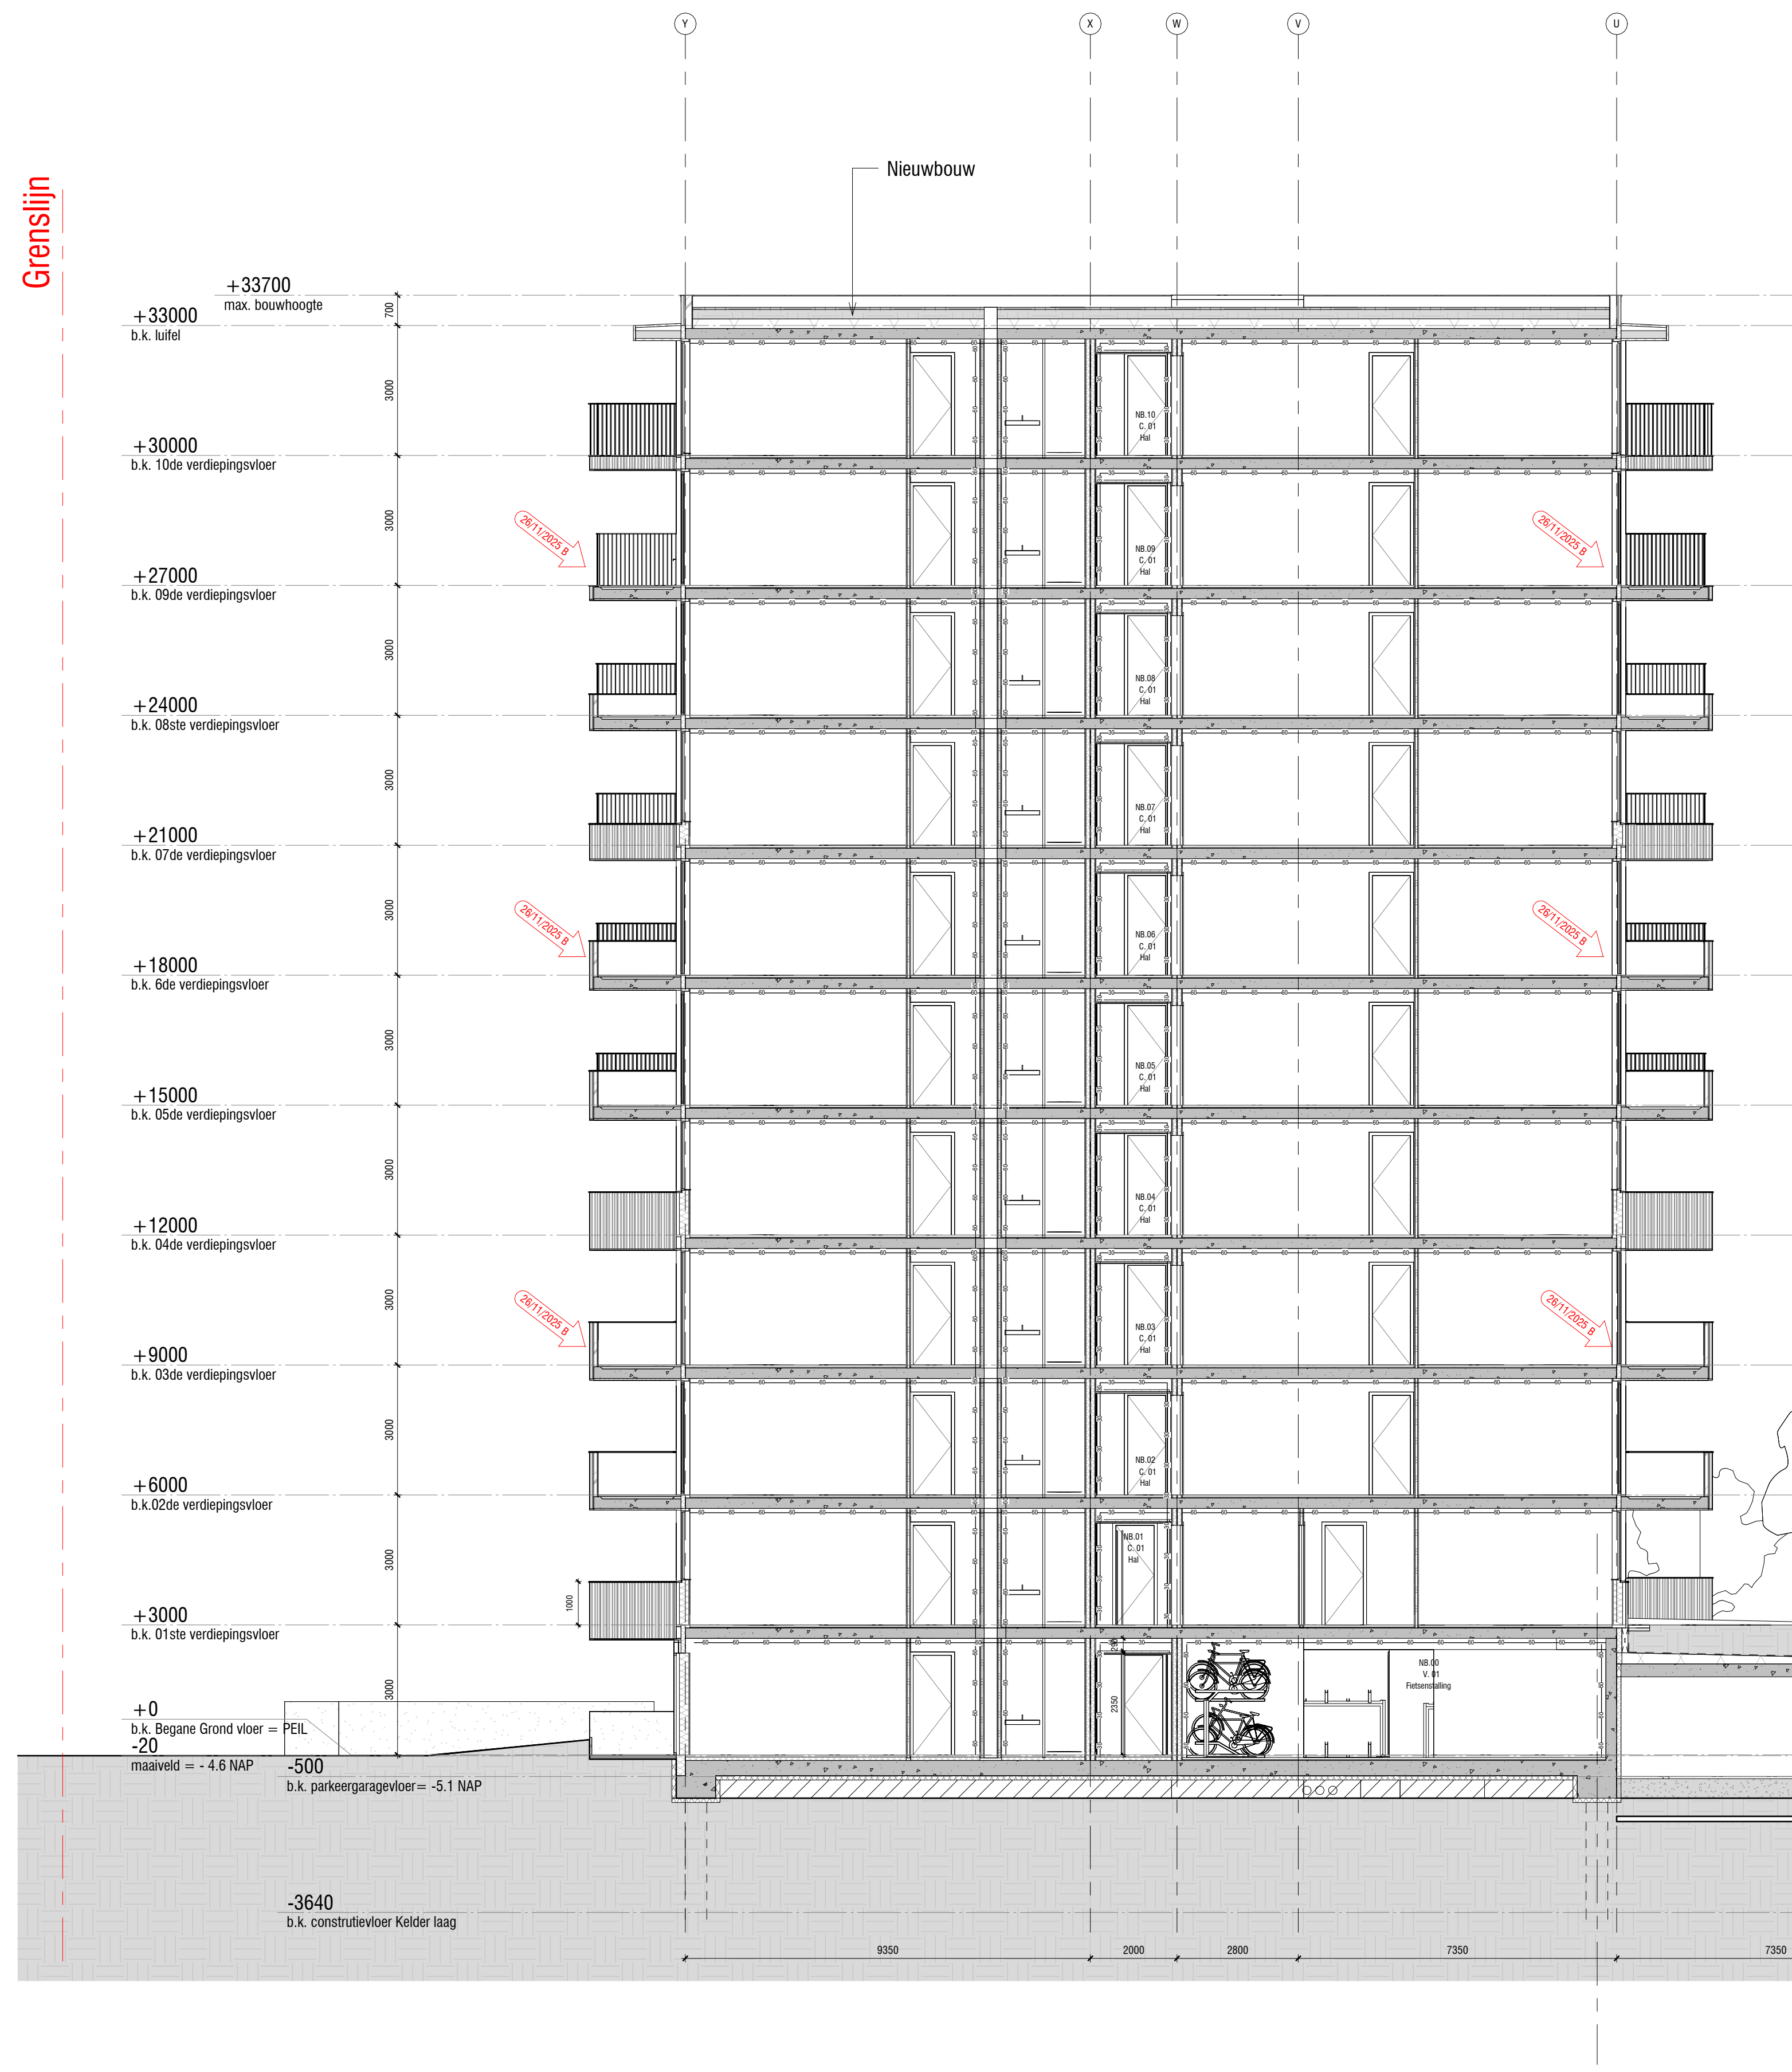 Y
X
W
V
U
Nieuwbouw
Grenslijn
+33700
max. bouwhoogte
700
+33000
b.k. luifel
3000
NB.10
C. 01
Hal
+30000
b.k. 10de verdiepingsvloer
3000
26/11/2025 B
26/11/2025 B
NB.09
C. 01
Hal
+27000
b.k. 09de verdiepingsvloer
3000
NB.08
C. 01
Hal
+24000
b.k. 08ste verdiepingsvloer
3000
NB.07
C. 01
Hal
+21000
b.k. 07de verdiepingsvloer
3000
26/11/2025 B
26/11/2025 B
NB.06
C. 01
Hal
+18000
b.k. 6de verdiepingsvloer
3000
NB.05
C. 01
Hal
+15000
b.k. 05de verdiepingsvloer
3000
NB.04
C. 01
Hal
+12000
b.k. 04de verdiepingsvloer
3000
26/11/2025 B
26/11/2025 B
NB.03
C. 01
Hal
+9000
b.k. 03de verdiepingsvloer
3000
NB.02
C. 01
Hal
+6000
b.k.02de verdiepingsvloer
3000
1000
NB.01
C. 01
Hal
+3000
b.k. 01ste verdiepingsvloer
3000
290
2350
NB.00
V. 01
Fietsenstalling
+0
b.k. Begane Grond vloer = PEIL
-20
maaiveld = - 4.6 NAP
-500
b.k. parkeergaragevloer= -5.1 NAP
-3640
b.k. construtievloer Kelder laag
9350
2000
2800
7350
7350